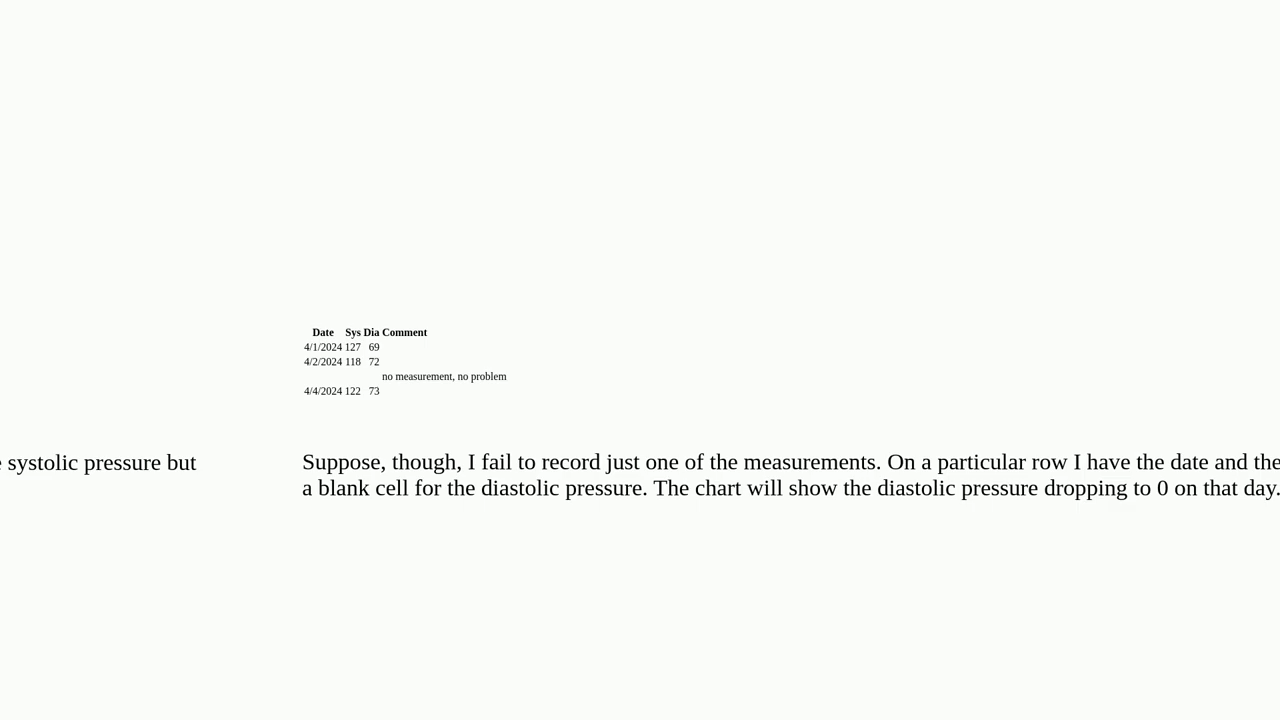 Date Sys Dia Comment
4/1/2024 127 69
4/2/2024 118 72
no measurement, no problem
4/4/2024 122 73
systolic pressure but
Suppose, though, I fail to record just one of the measurements. On a particular row I have the date and the
a blank cell for the diastolic pressure. The chart will show the diastolic pressure dropping to 0 on that day.